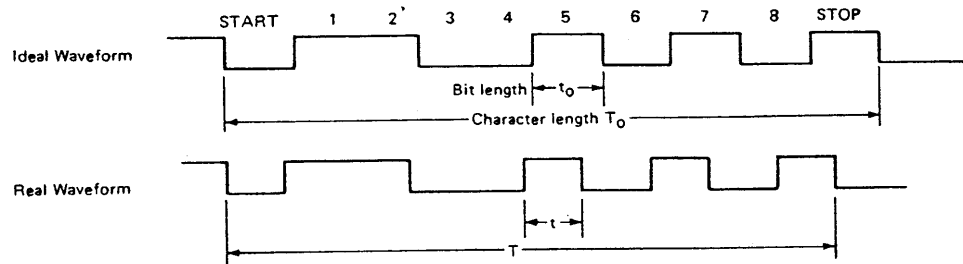 START 1 2 3 4 5 6 7 8 STOP
Ideal Waveform
Bit length t₀
Character length T₀
Real Waveform
t
T